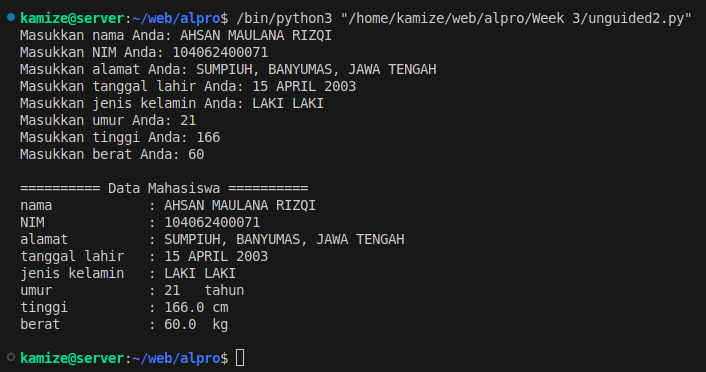 kamize@server:~/web/alpro$ /bin/python3 "/home/kamize/web/alpro/Week 3/unguided2.py"
Masukkan nama Anda: AHSAN MAULANA RIZQI
Masukkan NIM Anda: 104062400071
Masukkan alamat Anda: SUMPIUH, BANYUMAS, JAWA TENGAH
Masukkan tanggal lahir Anda: 15 APRIL 2003
Masukkan jenis kelamin Anda: LAKI LAKI
Masukkan umur Anda: 21
Masukkan tinggi Anda: 166
Masukkan berat Anda: 60

========== Data Mahasiswa ==========
nama            : AHSAN MAULANA RIZQI
NIM             : 104062400071
alamat          : SUMPIUH, BANYUMAS, JAWA TENGAH
tanggal lahir   : 15 APRIL 2003
jenis kelamin   : LAKI LAKI
umur            : 21   tahun
tinggi          : 166.0 cm
berat           : 60.0  kg

kamize@server:~/web/alpro$